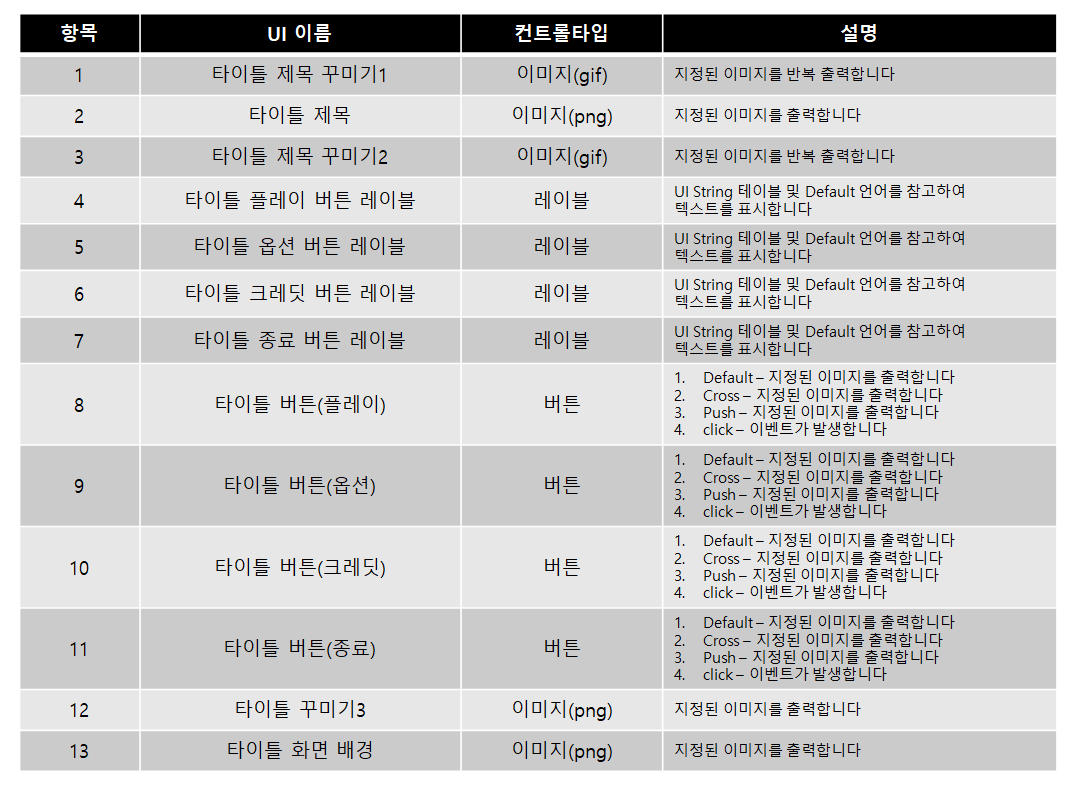 항목 UI 이름 컨트롤타입 설명
1 타이틀 제목 꾸미기1 이미지(gif) 지정된 이미지를 반복 출력합니다
2 타이틀 제목 이미지(png) 지정된 이미지를 출력합니다
3 타이틀 제목 꾸미기2 이미지(gif) 지정된 이미지를 반복 출력합니다
4 타이틀 플레이 버튼 레이블 레이블 UI String 테이블 및 Default 언어를 참고하여
텍스트를 표시합니다
5 타이틀 옵션 버튼 레이블 레이블 UI String 테이블 및 Default 언어를 참고하여
텍스트를 표시합니다
6 타이틀 크레딧 버튼 레이블 레이블 UI String 테이블 및 Default 언어를 참고하여
텍스트를 표시합니다
7 타이틀 종료 버튼 레이블 레이블 UI String 테이블 및 Default 언어를 참고하여
텍스트를 표시합니다
8 타이틀 버튼(플레이) 버튼 1. Default – 지정된 이미지를 출력합니다
2. Cross – 지정된 이미지를 출력합니다
3. Push – 지정된 이미지를 출력합니다
4. click – 이벤트가 발생합니다
9 타이틀 버튼(옵션) 버튼 1. Default – 지정된 이미지를 출력합니다
2. Cross – 지정된 이미지를 출력합니다
3. Push – 지정된 이미지를 출력합니다
4. click – 이벤트가 발생합니다
10 타이틀 버튼(크레딧) 버튼 1. Default – 지정된 이미지를 출력합니다
2. Cross – 지정된 이미지를 출력합니다
3. Push – 지정된 이미지를 출력합니다
4. click – 이벤트가 발생합니다
11 타이틀 버튼(종료) 버튼 1. Default – 지정된 이미지를 출력합니다
2. Cross – 지정된 이미지를 출력합니다
3. Push – 지정된 이미지를 출력합니다
4. click – 이벤트가 발생합니다
12 타이틀 꾸미기3 이미지(png) 지정된 이미지를 출력합니다
13 타이틀 화면 배경 이미지(png) 지정된 이미지를 출력합니다